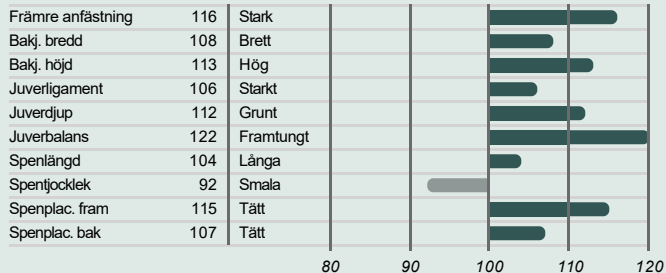 Främre anfästning 116 Stark
Bakj. bredd 108 Brett
Bakj. höjd 113 Hög
Juverligament 106 Starkt
Juverdjup 112 Grunt
Juverbalans 122 Framtungt
Spenlängd 104 Långa
Spentjocklek 92 Smala
Spenplac. fram 115 Tätt
Spenplac. bak 107 Tätt
80 90 100 110 120